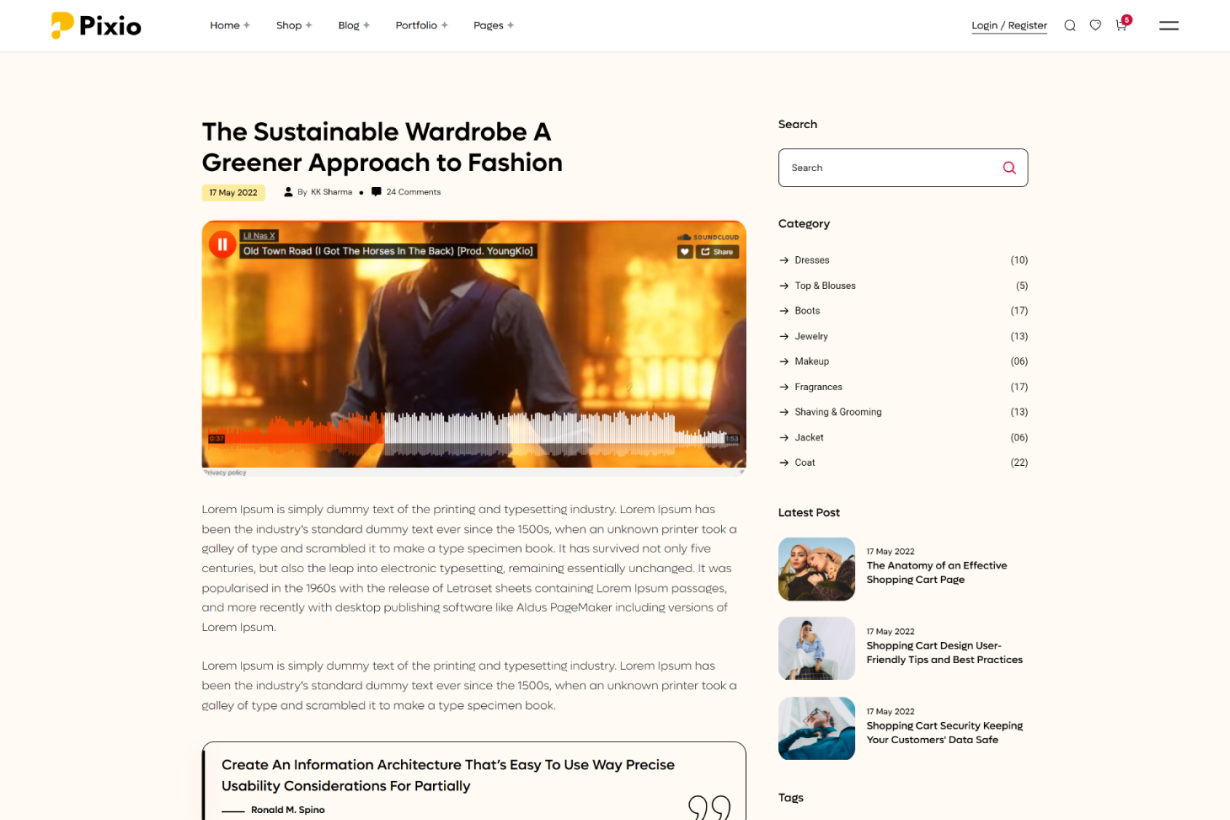 Pixio
Home + Shop + Blog + Portfolio + Pages +
Login / Register
5
The Sustainable Wardrobe A
Greener Approach to Fashion
17 May 2022
By KK Sharma
24 Comments
Lil Nas X
Old Town Road (I Got The Horses In The Back) [Prod. YoungKio]
SOUNDCLOUD
Share
0:37
1:53
Privacy policy
Lorem Ipsum is simply dummy text of the printing and typesetting industry. Lorem Ipsum has
been the industry's standard dummy text ever since the 1500s, when an unknown printer took a
galley of type and scrambled it to make a type specimen book. It has survived not only five
centuries, but also the leap into electronic typesetting, remaining essentially unchanged. It was
popularised in the 1960s with the release of Letraset sheets containing Lorem Ipsum passages,
and more recently with desktop publishing software like Aldus PageMaker including versions of
Lorem Ipsum.
Lorem Ipsum is simply dummy text of the printing and typesetting industry. Lorem Ipsum has
been the industry's standard dummy text ever since the 1500s, when an unknown printer took a
galley of type and scrambled it to make a type specimen book.
Create An Information Architecture That's Easy To Use Way Precise
Usability Considerations For Partially
Ronald M. Spino
Search
Search
Category
Dresses (10)
Top & Blouses (5)
Boots (17)
Jewelry (13)
Makeup (06)
Fragrances (17)
Shaving & Grooming (13)
Jacket (06)
Coat (22)
Latest Post
17 May 2022
The Anatomy of an Effective
Shopping Cart Page
17 May 2022
Shopping Cart Design User-
Friendly Tips and Best Practices
17 May 2022
Shopping Cart Security Keeping
Your Customers' Data Safe
Tags